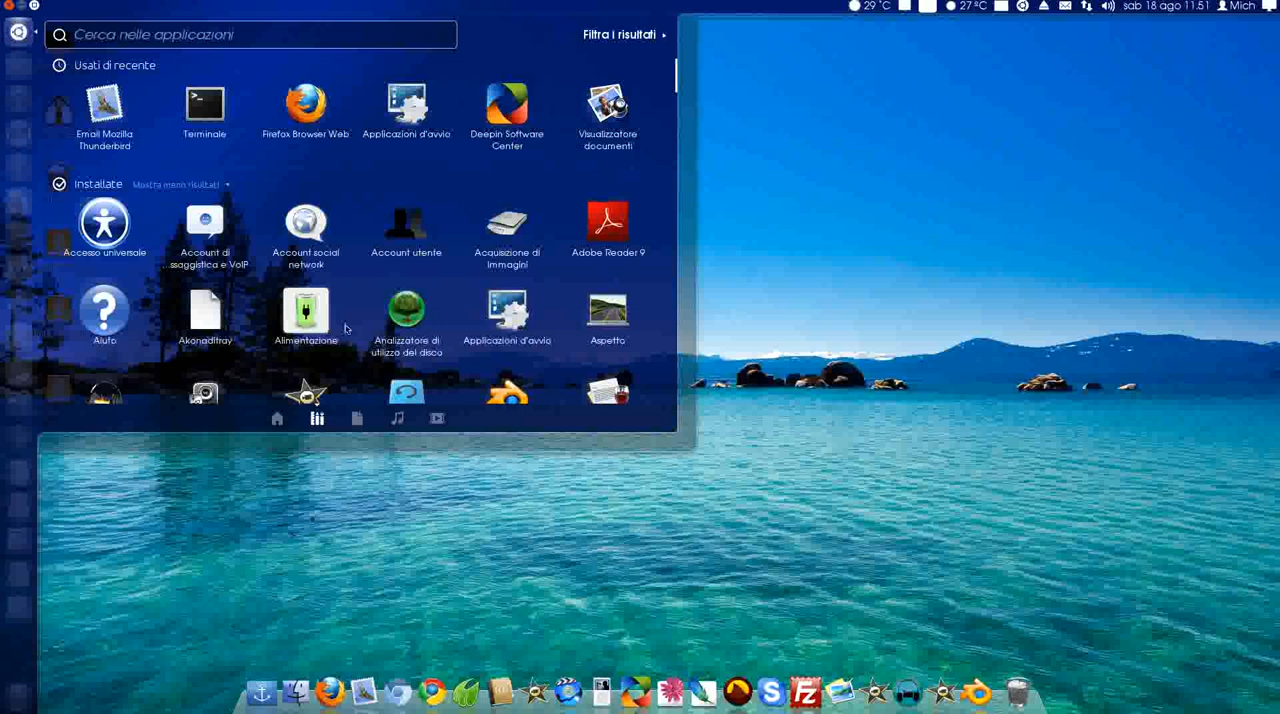 29 °C
27 °C
sab 18 ago 11.51
Mich
Cerca nelle applicazioni
Filtra i risultati
Usati di recente
Email Mozilla
Thunderbird
Terminale
Firefox Browser Web
Applicazioni d'avvio
Deepin Software
Center
Visualizzatore
documenti
Installate
Mostra meno risultati
Accesso universale
Account di
...ssaggistica e VoIP
Account social
network
Account utente
Acquisizione di
immagini
Adobe Reader 9
Aiuto
Akonaditray
Alimentazione
Analizzatore di
utilizzo del disco
Applicazioni d'avvio
Aspetto